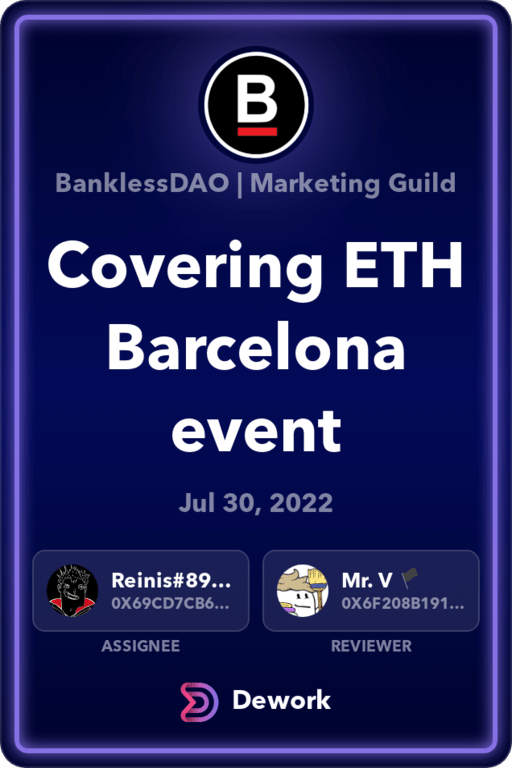 B
BanklessDAO | Marketing Guild
Covering ETH
Barcelona
event
Jul 30, 2022
Reinis#89...
0X69CD7CB6...
ASSIGNEE
Mr. V
0X6F208B191...
REVIEWER
Dework